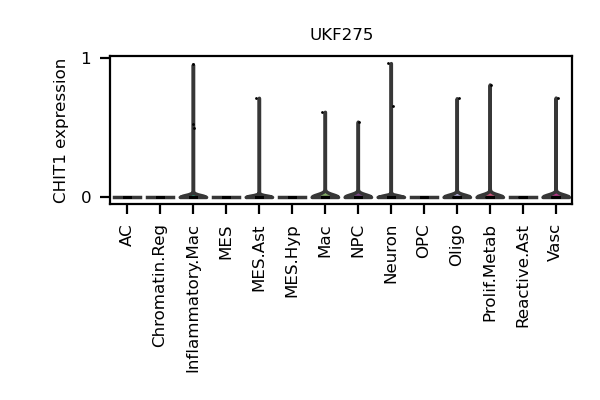 UKF275
CHIT1 expression
1
0
AC
Chromatin.Reg
Inflammatory.Mac
MES
MES.Ast
MES.Hyp
Mac
NPC
Neuron
OPC
Oligo
Prolif.Metab
Reactive.Ast
Vasc